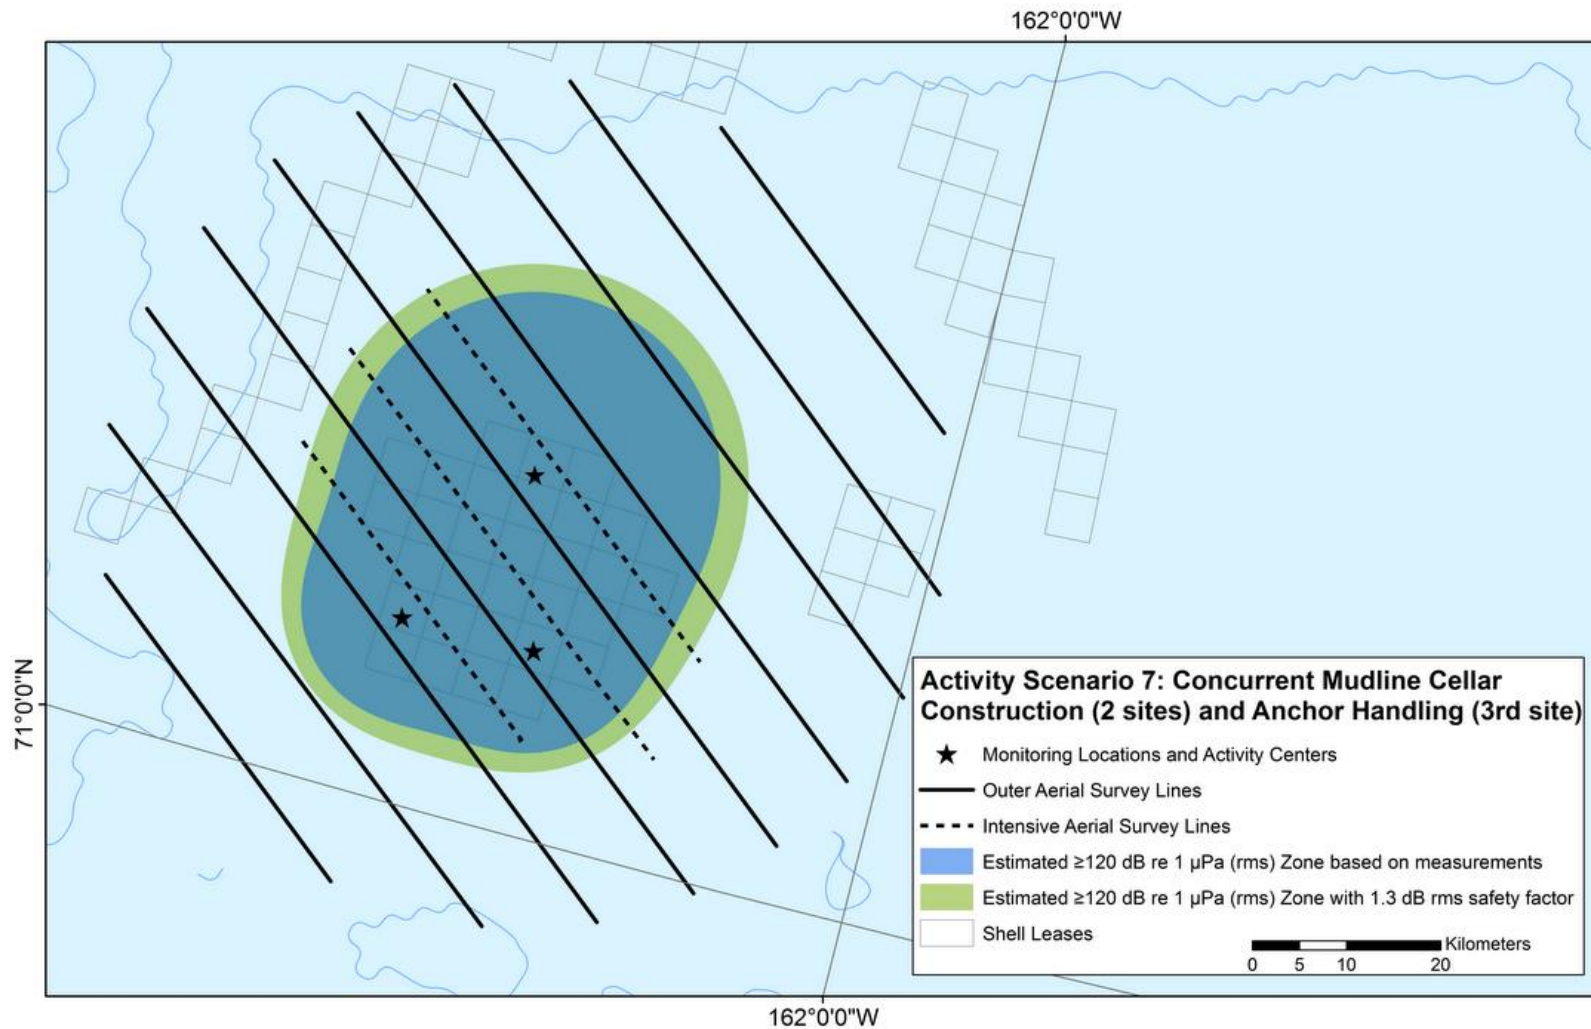 162°0'0"W
71°0'0"N
Activity Scenario 7: Concurrent Mudline Cellar
Construction (2 sites) and Anchor Handling (3rd site)
Monitoring Locations and Activity Centers
Outer Aerial Survey Lines
Intensive Aerial Survey Lines
Estimated ≥120 dB re 1 µPa (rms) Zone based on measurements
Estimated ≥120 dB re 1 µPa (rms) Zone with 1.3 dB rms safety factor
Shell Leases
Kilometers
0 5 10 20
162°0'0"W